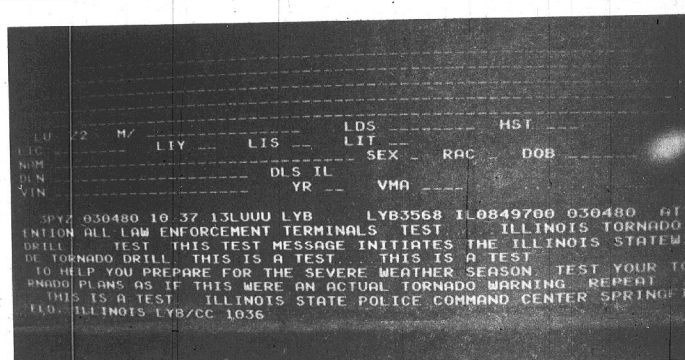 LU /2 M/ LDS HST
LIC LIY LIS LIT
NAM SEX RAC DOB
OLN DLS IL
VIN YR VMA
3PYZ 030480 10 37 13LUUU LYB LYB3568 IL0849700 030480 AT
ENTION ALL LAW ENFORCEMENT TERMINALS TEST ILLINOIS TORNADO
DRILL TEST THIS TEST MESSAGE INITIATES THE ILLINOIS STATEW
DE TORNADO DRILL THIS IS A TEST THIS IS A TEST
TO HELP YOU PREPARE FOR THE SEVERE WEATHER SEASON. TEST YOUR TO
RNADO PLANS AS IF THIS WERE AN ACTUAL TORNADO WARNING REPEAT
THIS IS A TEST ILLINOIS STATE POLICE COMMAND CENTER SPRINGF
ELD. ILLINOIS LYB/CC 1036